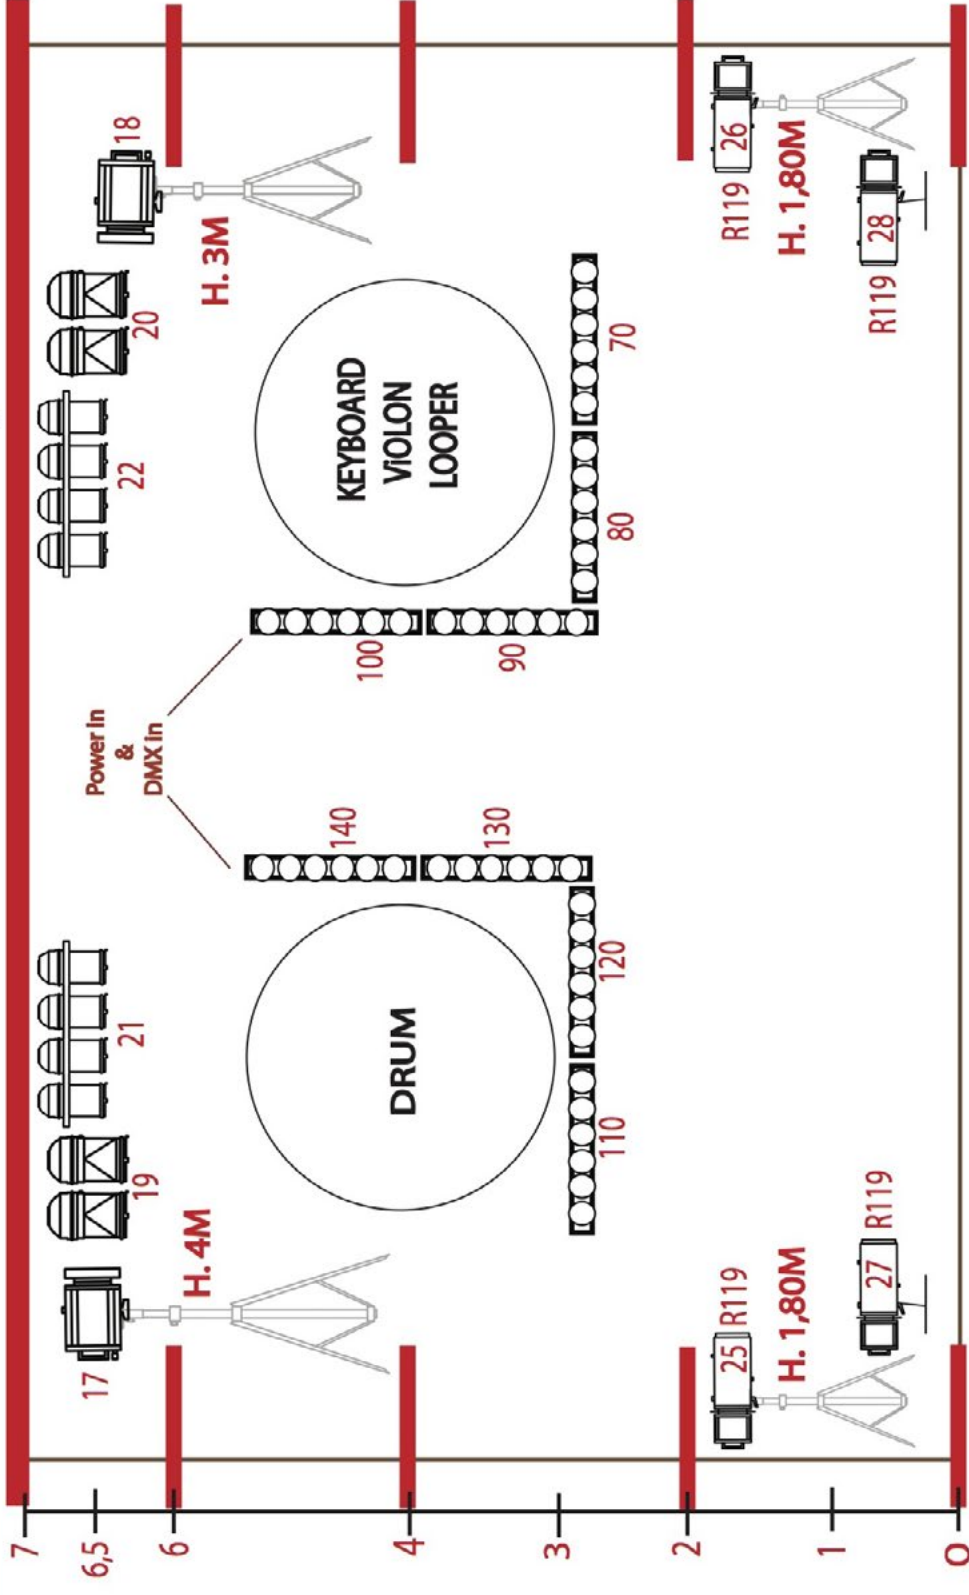 17
19
21
22
20
18
H. 4M
H. 3M
Power in
&
DMX in
140
130
120
110
100
90
80
70
DRUM
KEYBOARD
ViOLON
LOOPER
25
R119
H. 1,80M
27
R119
R119
26
H. 1,80M
R119
28
7
6,5
6
4
3
2
1
0